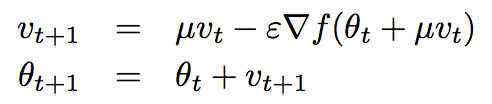 v_{t+1} = μv_t − ε∇f(θ_t + μv_t)
θ_{t+1} = θ_t + v_{t+1}